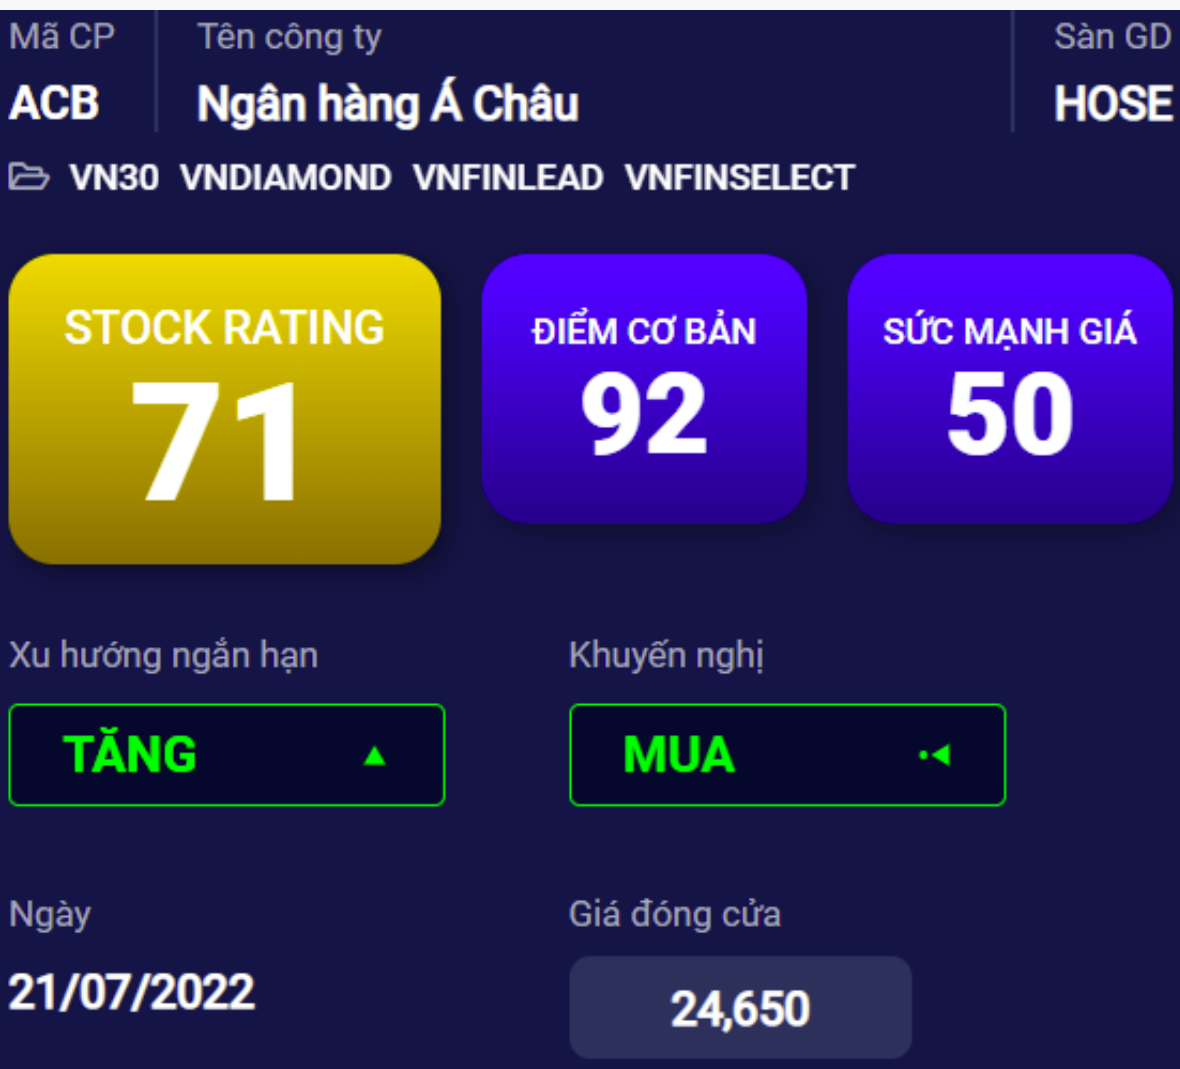 Mã CP Tên công ty Sàn GD
ACB Ngân hàng Á Châu HOSE
VN30 VNDIAMOND VNFINLEAD VNFINSELECT
STOCK RATING ĐIỂM CƠ BẢN SỨC MẠNH GIÁ
71 92 50
Xu hướng ngắn hạn Khuyến nghị
TĂNG MUA
Ngày Giá đóng cửa
21/07/2022 24,650